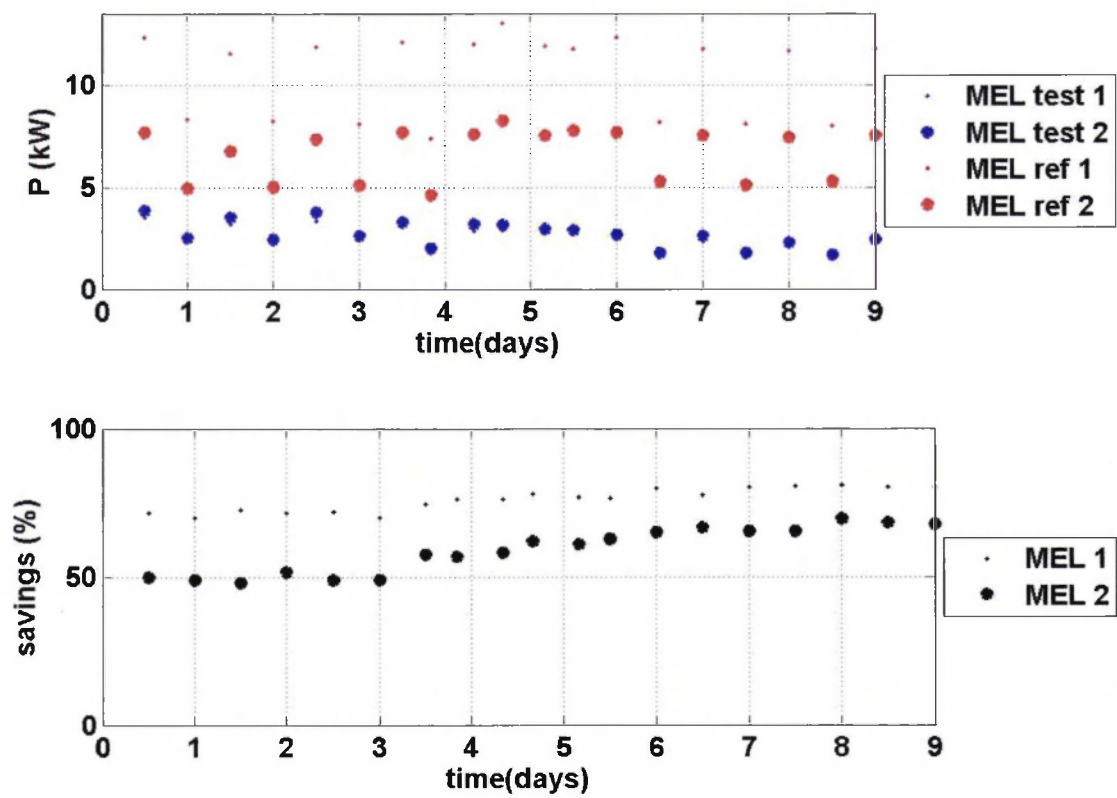 P (kW)
10
5
0
0 1 2 3 4 5 6 7 8 9
time(days)
MEL test 1
MEL test 2
MEL ref 1
MEL ref 2
savings (%)
100
50
0
0 1 2 3 4 5 6 7 8 9
time(days)
MEL 1
MEL 2